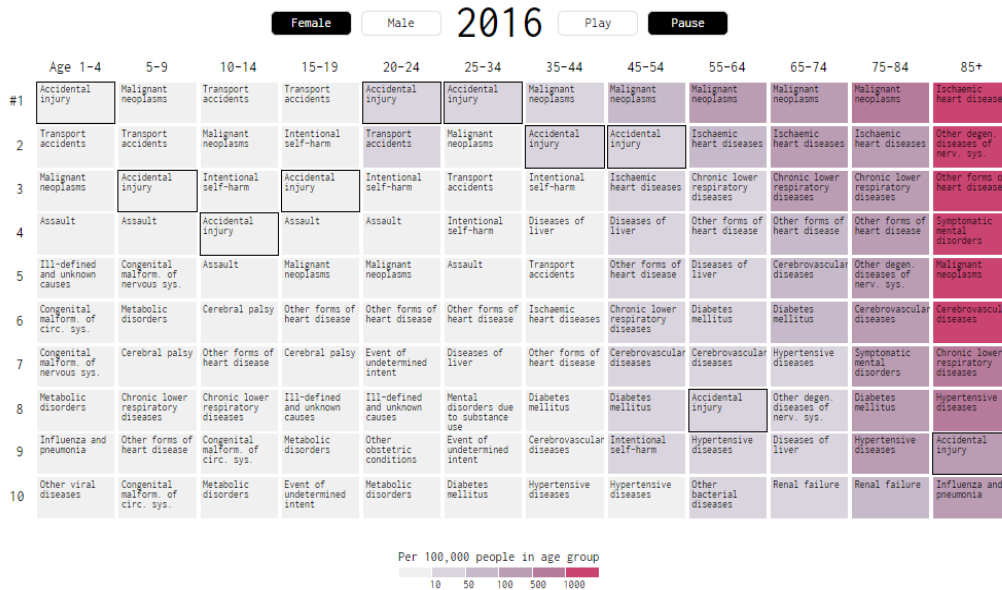 Female
Male
2016
Play
Pause
Age 1-4
5-9
10-14
15-19
20-24
25-34
35-44
45-54
55-64
65-74
75-84
85+
#1
Accidental
injury
Malignant
neoplasms
Transport
accidents
Transport
accidents
Accidental
injury
Accidental
injury
Malignant
neoplasms
Malignant
neoplasms
Malignant
neoplasms
Malignant
neoplasms
Malignant
neoplasms
Ischaemic
heart disease
2
Transport
accidents
Transport
accidents
Malignant
neoplasms
Intentional
self-harm
Transport
accidents
Malignant
neoplasms
Accidental
injury
Accidental
injury
Ischaemic
heart diseases
Ischaemic
heart diseases
Ischaemic
heart diseases
Other degen.
diseases of
nerv. sys.
3
Malignant
neoplasms
Accidental
injury
Intentional
self-harm
Accidental
injury
Intentional
self-harm
Transport
accidents
Intentional
self-harm
Ischaemic
heart diseases
Chronic lower
respiratory
diseases
Chronic lower
respiratory
diseases
Chronic lower
respiratory
diseases
Other forms o
heart disease
4
Assault
Assault
Accidental
injury
Assault
Assault
Intentional
self-harm
Diseases of
liver
Diseases of
liver
Other forms of
heart disease
Other forms of
heart disease
Other forms of
heart disease
Symptomatic
mental
disorders
5
Ill-defined
and unknown
causes
Congenital
malform. of
nervous sys.
Assault
Malignant
neoplasms
Malignant
neoplasms
Assault
Transport
accidents
Other forms of
heart disease
Diseases of
liver
Cerebrovascular
diseases
Other degen.
diseases of
nerv. sys.
Malignant
neoplasms
6
Congenital
malform. of
circ. sys.
Metabolic
disorders
Cerebral palsy
Other forms of
heart disease
Other forms of
heart disease
Other forms of
heart disease
Ischaemic
heart diseases
Chronic lower
respiratory
diseases
Diabetes
mellitus
Diabetes
mellitus
Cerebrovascular
diseases
Cerebrovascul
diseases
7
Congenital
malform. of
nervous sys.
Cerebral palsy
Other forms of
heart disease
Cerebral palsy
Event of
undetermined
intent
Diseases of
liver
Other forms of
heart disease
Cerebrovascular
diseases
Cerebrovascular
diseases
Hypertensive
diseases
Symptomatic
mental
disorders
Chronic lower
respiratory
diseases
8
Metabolic
disorders
Chronic lower
respiratory
diseases
Chronic lower
respiratory
diseases
Ill-defined
and unknown
causes
Ill-defined
and unknown
causes
Mental
disorders due
to substance
use
Diabetes
mellitus
Diabetes
mellitus
Accidental
injury
Other degen.
diseases of
nerv. sys.
Diabetes
mellitus
Hypertensive
diseases
9
Influenza and
pneumonia
Other forms of
heart disease
Congenital
malform. of
circ. sys.
Metabolic
disorders
Other
obstetric
conditions
Event of
undetermined
intent
Cerebrovascular
diseases
Intentional
self-harm
Hypertensive
diseases
Diseases of
liver
Hypertensive
diseases
Accidental
injury
10
Other viral
diseases
Congenital
malform. of
circ. sys.
Metabolic
disorders
Event of
undetermined
intent
Metabolic
disorders
Diabetes
mellitus
Hypertensive
diseases
Hypertensive
diseases
Other
bacterial
diseases
Renal failure
Renal failure
Influenza and
pneumonia
Per 100,000 people in age group
10 50 100 500 1000